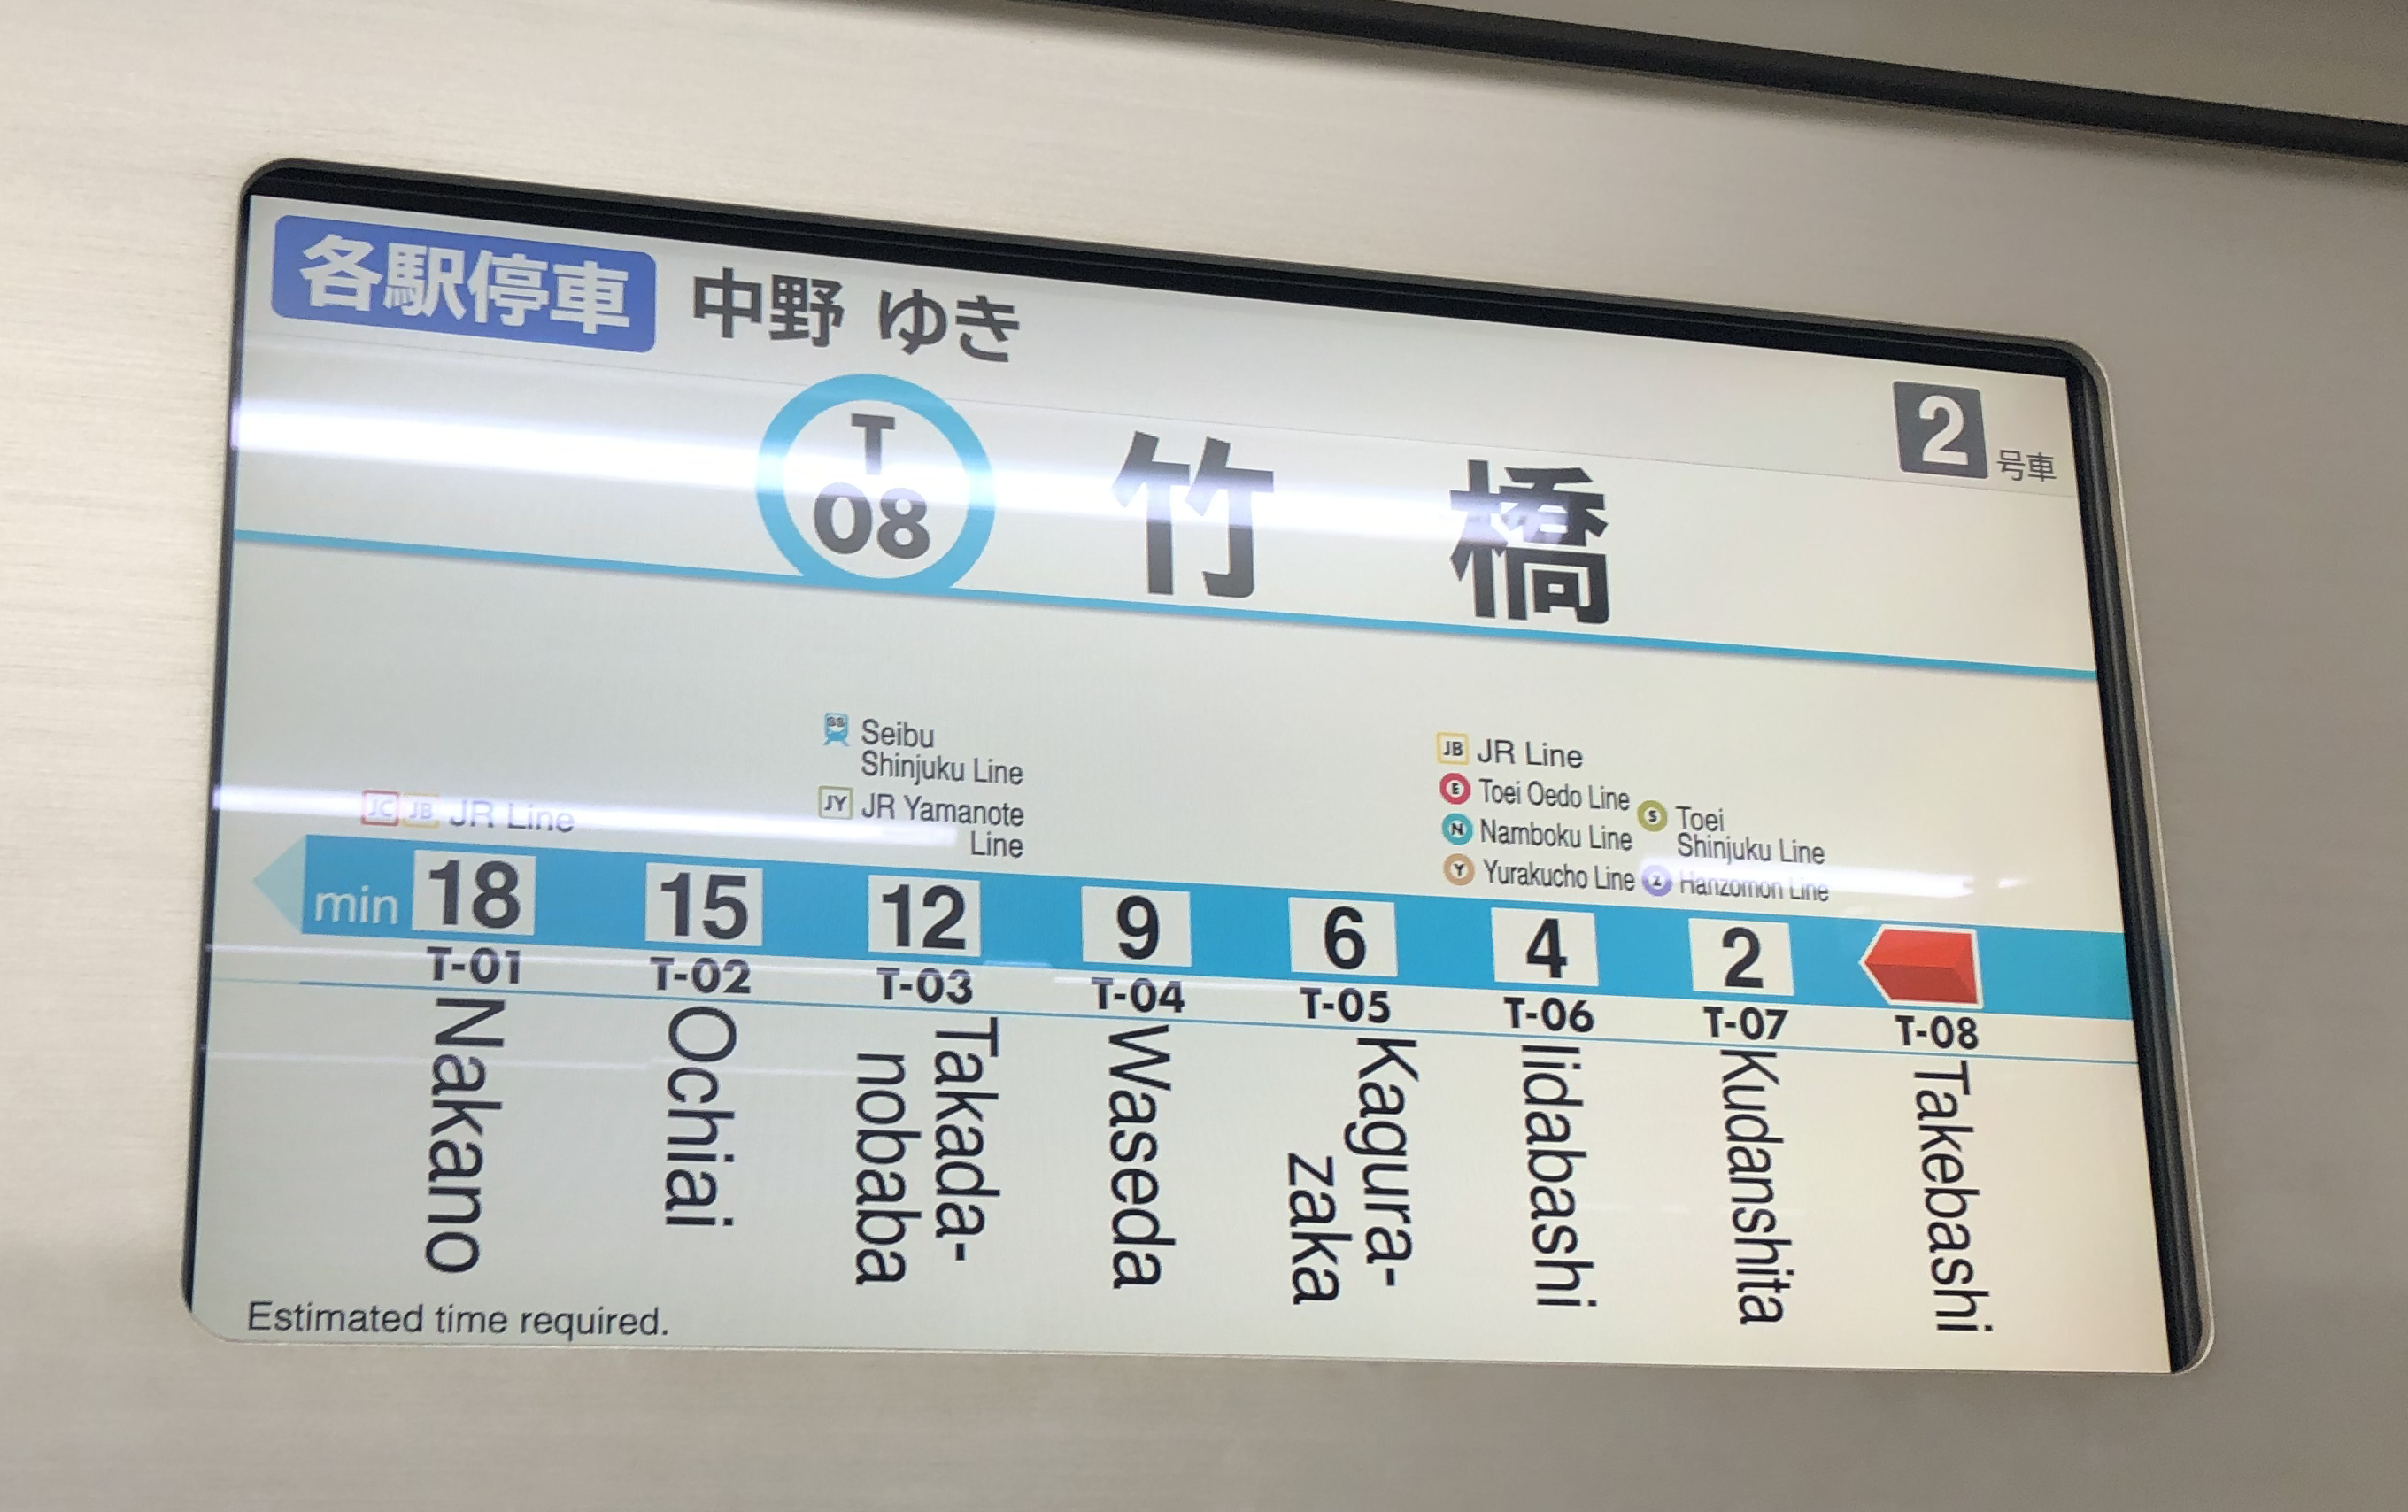 各駅停車 中野 ゆき
2 号車
T
08
竹橋
Seibu
Shinjuku Line
JY JR Yamanote
Line
JC JB JR Line
JB JR Line
E Toei Oedo Line
N Namboku Line
Y Yurakucho Line
S Toei
Shinjuku Line
Z Hanzomon Line
min 18 15 12 9 6 4 2
T-01 T-02 T-03 T-04 T-05 T-06 T-07 T-08
Nakano
Ochiai
Takada-
nobaba
Waseda
Kagura-
zaka
Iidabashi
Kudanshita
Takebashi
Estimated time required.